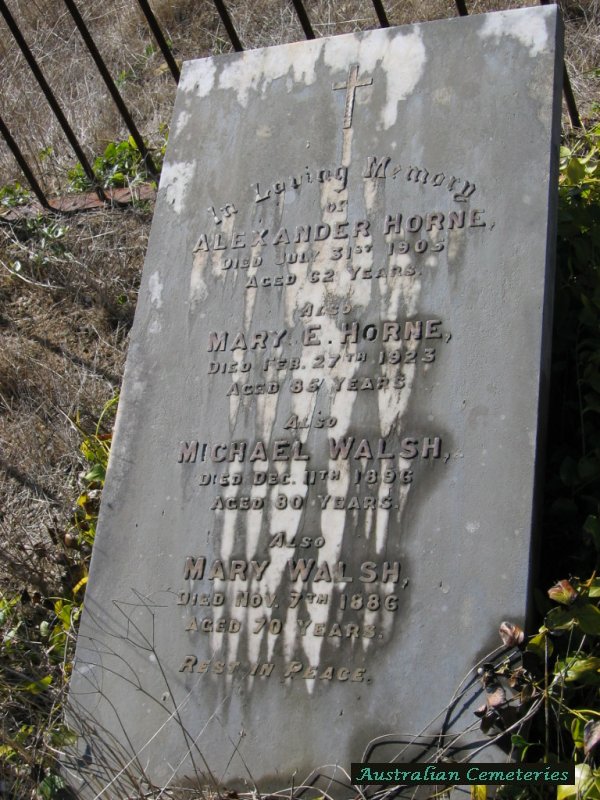 In Loving Memory
of
ALEXANDER HORNE,
DIED JULY 31ST 1905
AGED 62 YEARS.
ALSO
MARY E. HORNE,
DIED FEB. 27TH 1923
AGED 85 YEARS.
ALSO
MICHAEL WALSH,
DIED DEC. 11TH 1896
AGED 80 YEARS.
ALSO
MARY WALSH,
DIED NOV. 7TH 1886
AGED 70 YEARS.
REST IN PEACE.
Australian Cemeteries